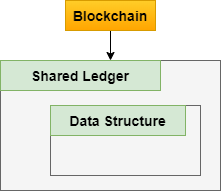 Blockchain
Shared Ledger
Data Structure